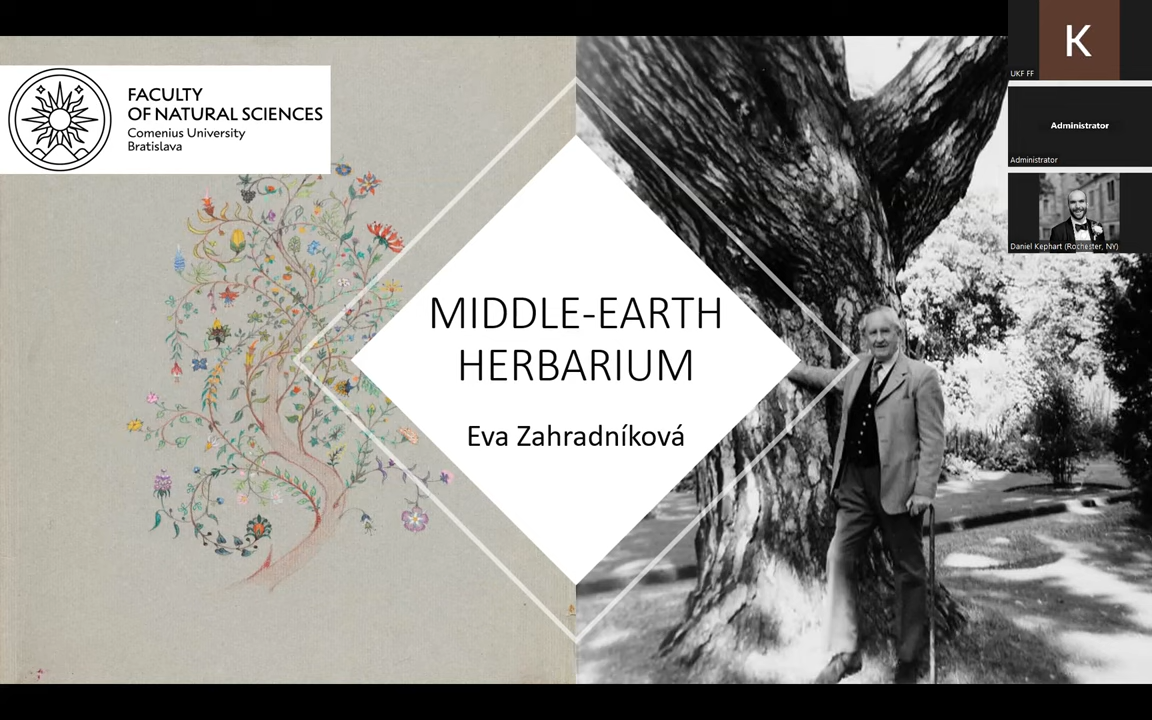 FACULTY
OF NATURAL SCIENCES
Comenius University
Bratislava
MIDDLE-EARTH
HERBARIUM
Eva Zahradníková
K
UKF FF
Administrator
Administrator
Daniel Kephart (Rochester, NY)